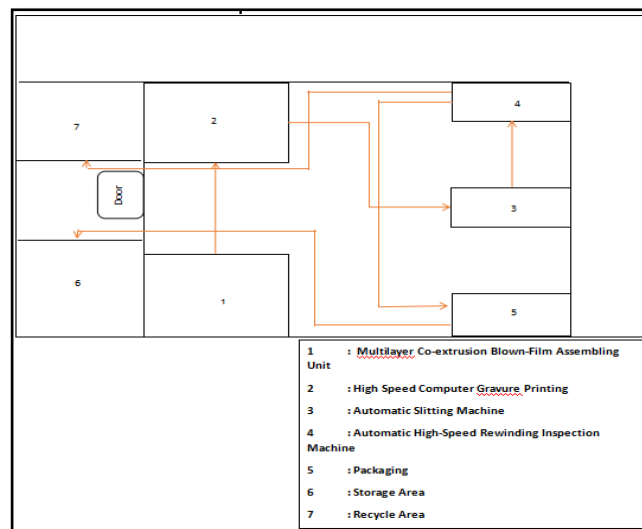 7
2
4
Door
3
6
1
5
1 : Multilayer Co-extrusion Blown-Film Assembling
Unit
2 : High Speed Computer Gravure Printing
3 : Automatic Slitting Machine
4 : Automatic High-Speed Rewinding Inspection
Machine
5 : Packaging
6 : Storage Area
7 : Recycle Area